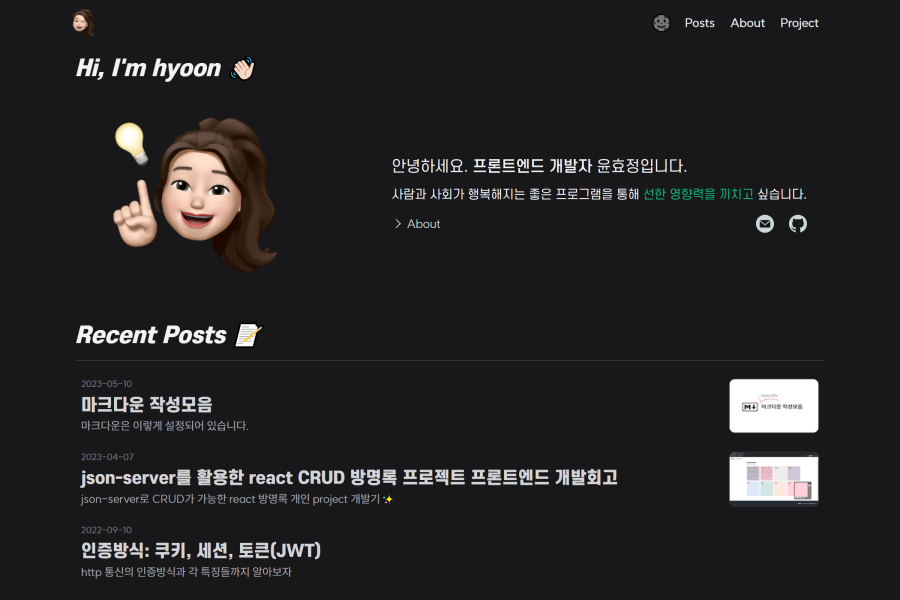 Posts About Project
Hi, I'm hyoon
안녕하세요. 프론트엔드 개발자 윤효정입니다.
사람과 사회가 행복해지는 좋은 프로그램을 통해 선한 영향력을 끼치고 싶습니다.
About
Recent Posts
2023-05-10
마크다운 작성모음
마크다운은 이렇게 설정되어 있습니다.
마크다운 작성모음
2023-04-07
json-server를 활용한 react CRUD 방명록 프로젝트 프론트엔드 개발회고
json-server로 CRUD가 가능한 react 방명록 개인 project 개발기
2022-09-10
인증방식: 쿠키, 세션, 토큰(JWT)
http 통신의 인증방식과 각 특징들까지 알아보자